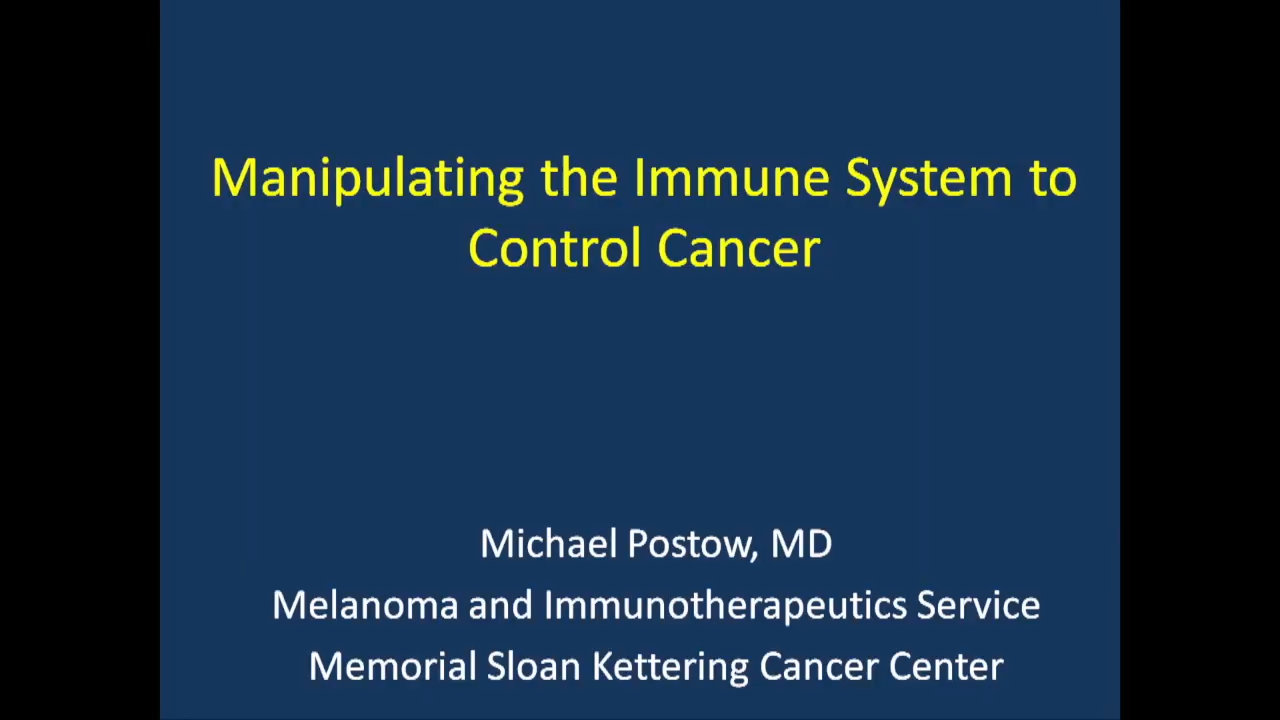 Manipulating the Immune System to
Control Cancer
Michael Postow, MD
Melanoma and Immunotherapeutics Service
Memorial Sloan Kettering Cancer Center